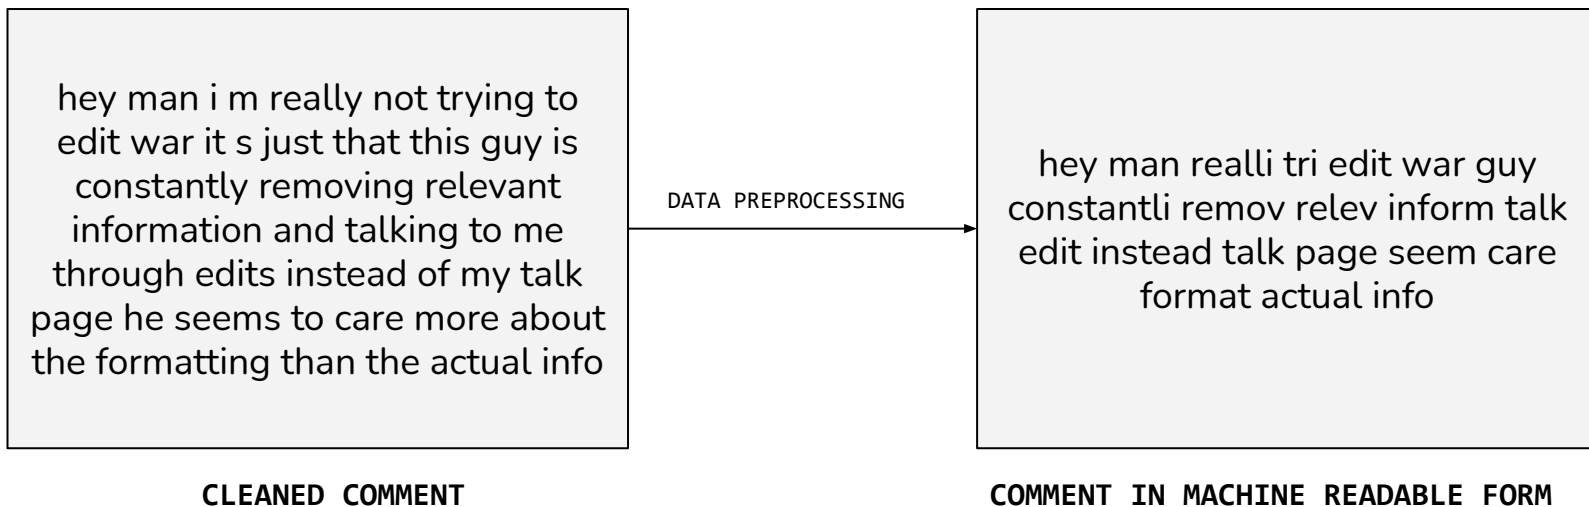 hey man i m really not trying to
edit war it s just that this guy is
constantly removing relevant
information and talking to me
through edits instead of my talk
page he seems to care more about
the formatting than the actual info
DATA PREPROCESSING
hey man realli tri edit war guy
constantli remov relev inform talk
edit instead talk page seem care
format actual info
CLEANED COMMENT
COMMENT IN MACHINE READABLE FORM